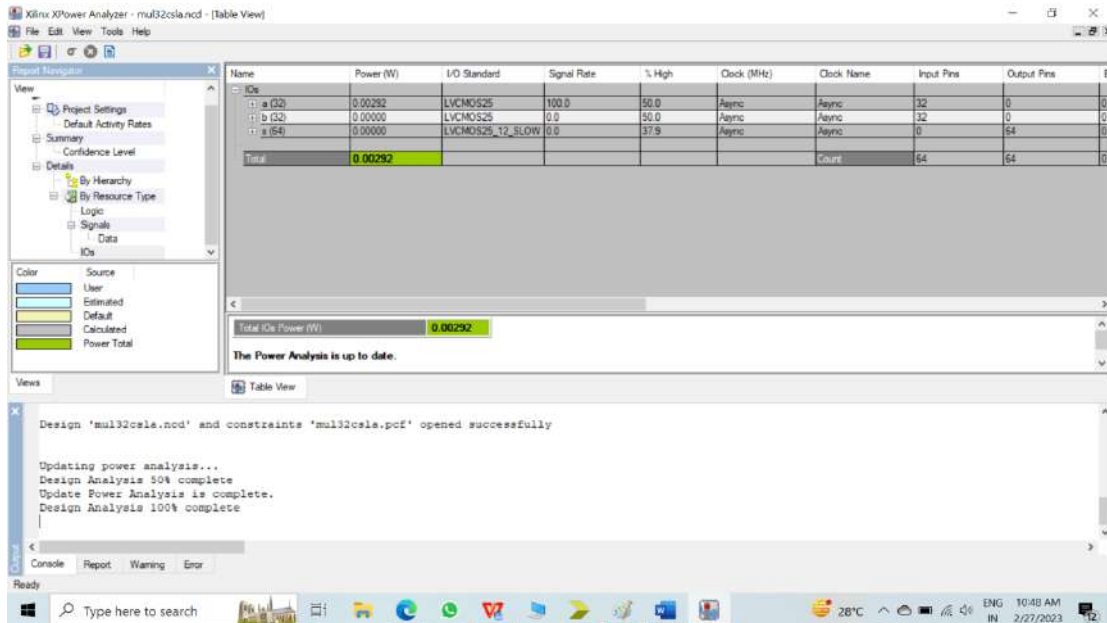 Xilinx XPower Analyzer - mul32csla.ncd - [Table View]
File Edit View Tools Help
Report Navigator
View
Project Settings
Default Activity Rates
Summary
Confidence Level
Details
By Hierarchy
By Resource Type
Logic
Signals
Data
IOs
Name Power (W) I/O Standard Signal Rate % High Clock (MHz) Clock Name Input Pins Output Pins
IOs
a (32) 0.00292 LVCMOS25 100.0 50.0 Async Async 32 0
b (32) 0.00000 LVCMOS25 0.0 50.0 Async Async 32 0
s (64) 0.00000 LVCMOS25_12_SLOW 0.0 37.9 Async Async 0 64
Total 0.00292 Count 64 64
Color Source
User
Estimated
Default
Calculated
Power Total
Total IOs Power (W) 0.00292
The Power Analysis is up to date.
Views
Table View
Design 'mul32csla.ncd' and constraints 'mul32csla.pcf' opened successfully
Updating power analysis...
Design Analysis 50% complete
Update Power Analysis is complete.
Design Analysis 100% complete
Output
Console Report Warning Error
Ready
Type here to search
28°C
ENG 10:48 AM
IN 2/27/2023
12